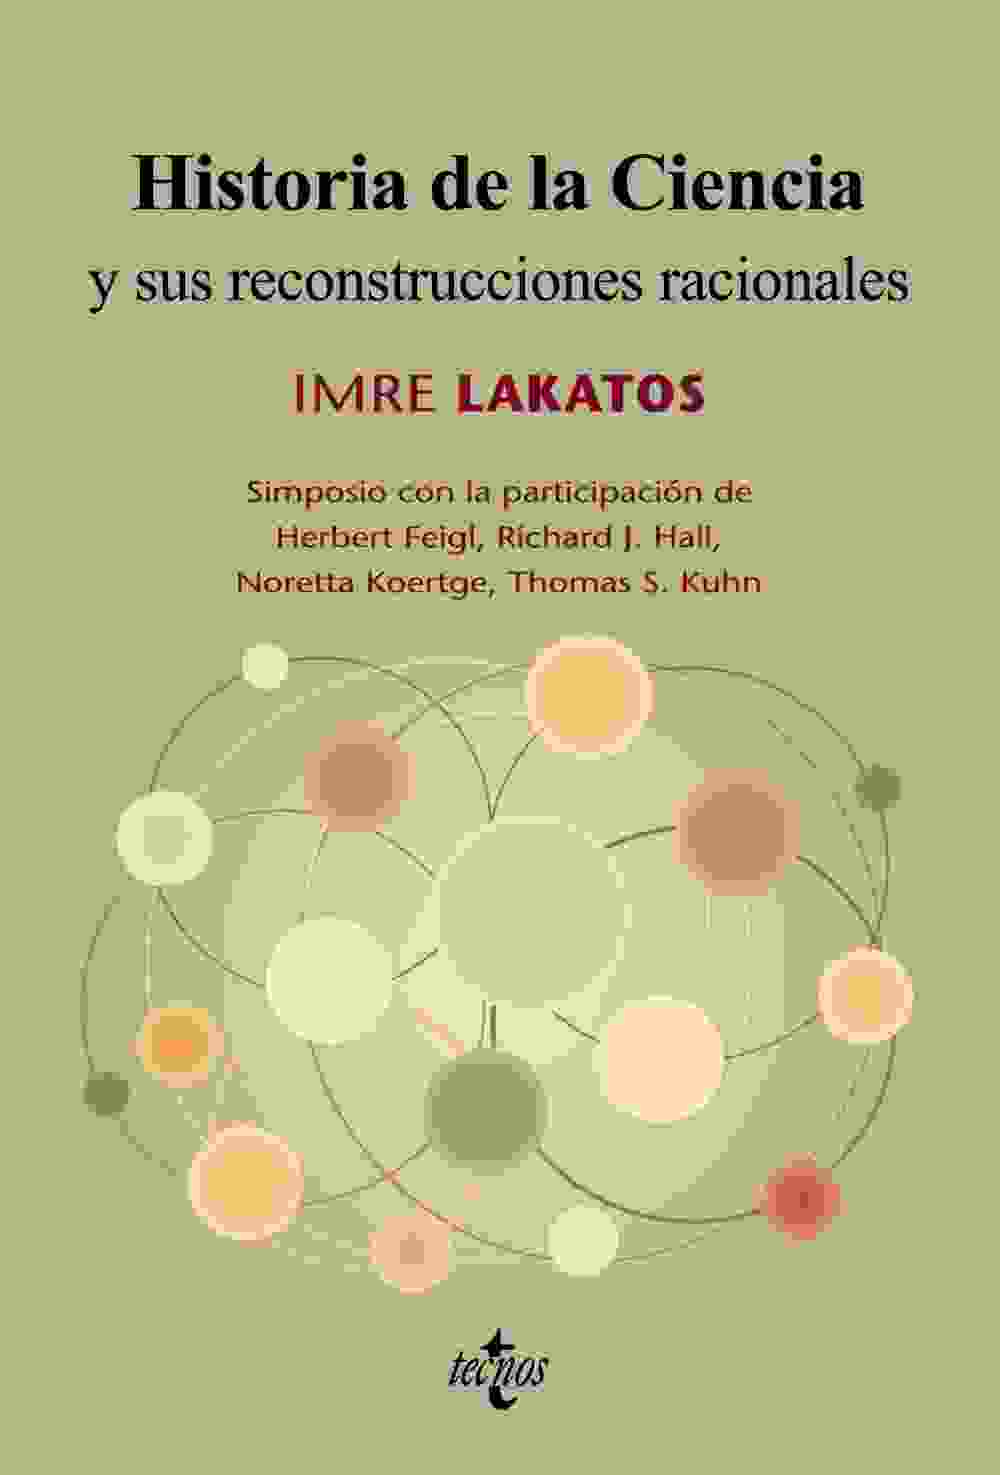 Historia de la Ciencia
y sus reconstrucciones racionales
IMRE LAKATOS
Simposio con la participación de
Herbert Feigl, Richard J. Hall,
Noretta Koertge, Thomas S. Kuhn
tecnos